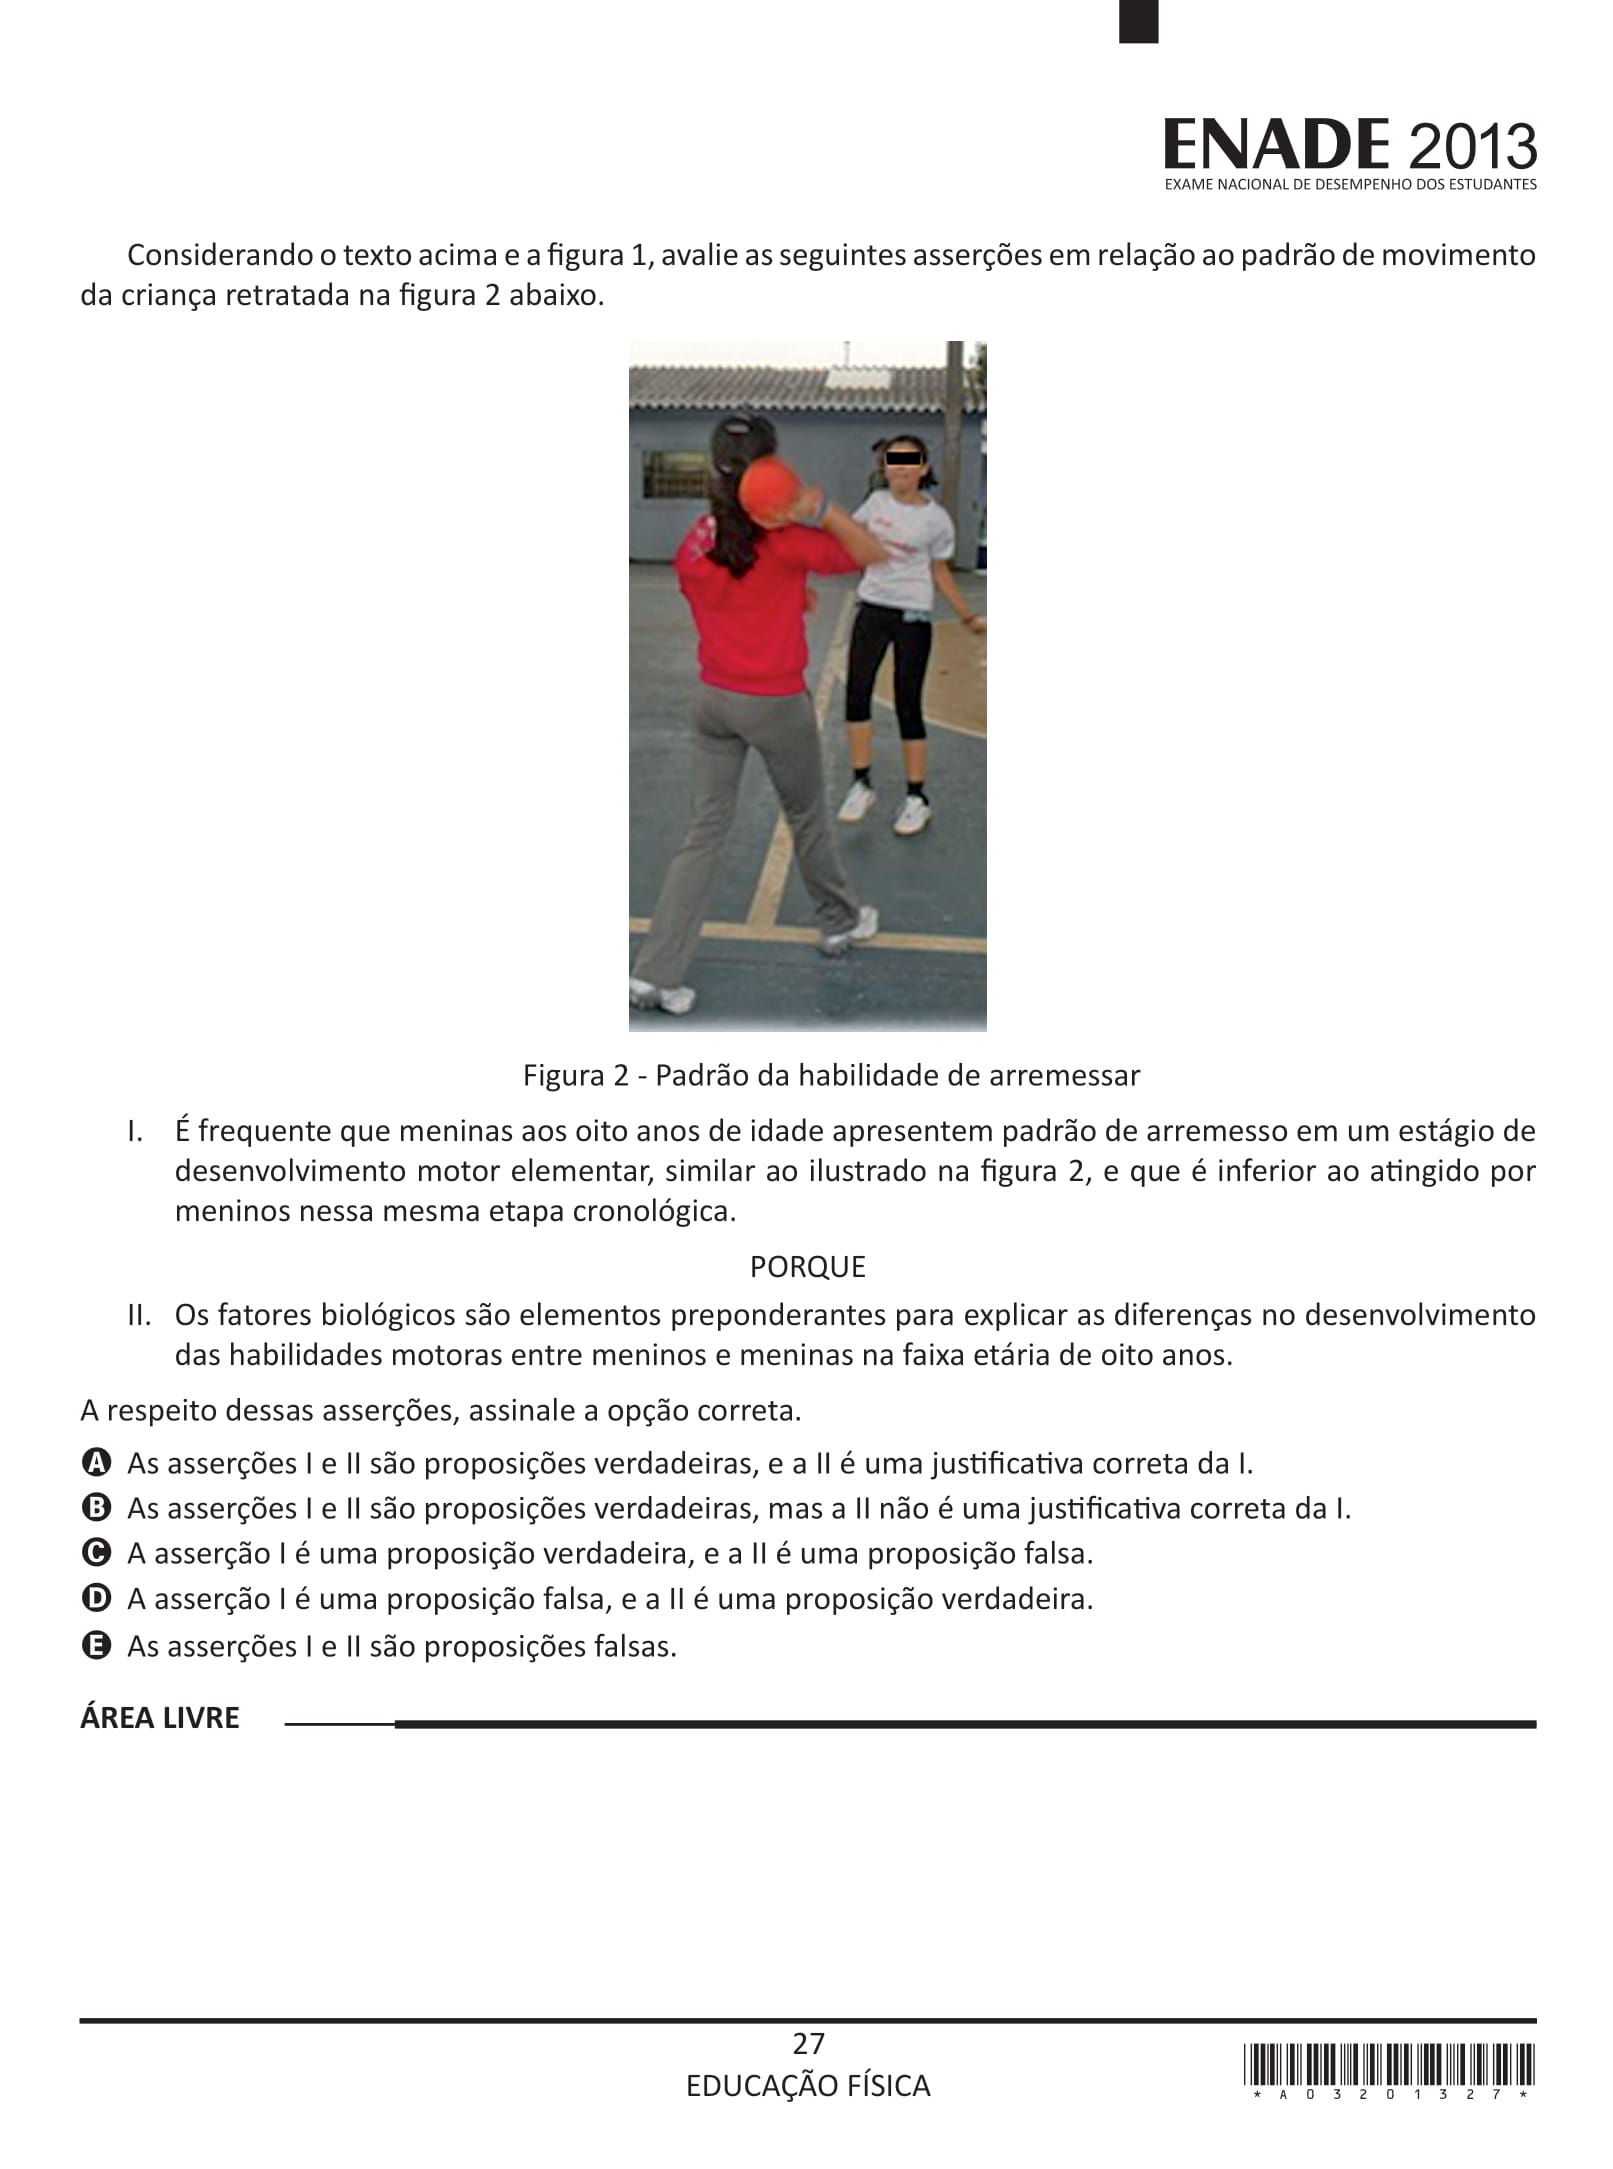 ENADE 2013
EXAME NACIONAL DE DESEMPENHO DOS ESTUDANTES
Considerando o texto acima e a figura 1, avalie as seguintes asserções em relação ao padrão de movimento
da criança retratada na figura 2 abaixo.
Figura 2 - Padrão da habilidade de arremessar
I. É frequente que meninas aos oito anos de idade apresentem padrão de arremesso em um estágio de
desenvolvimento motor elementar, similar ao ilustrado na figura 2, e que é inferior ao atingido por
meninos nessa mesma etapa cronológica.
PORQUE
II. Os fatores biológicos são elementos preponderantes para explicar as diferenças no desenvolvimento
das habilidades motoras entre meninos e meninas na faixa etária de oito anos.
A respeito dessas asserções, assinale a opção correta.
A As asserções I e II são proposições verdadeiras, e a II é uma justificativa correta da I.
B As asserções I e II são proposições verdadeiras, mas a II não é uma justificativa correta da I.
C A asserção I é uma proposição verdadeira, e a II é uma proposição falsa.
D A asserção I é uma proposição falsa, e a II é uma proposição verdadeira.
E As asserções I e II são proposições falsas.
ÁREA LIVRE
27
EDUCAÇÃO FÍSICA
* A 0 3 2 0 1 3 2 7 *